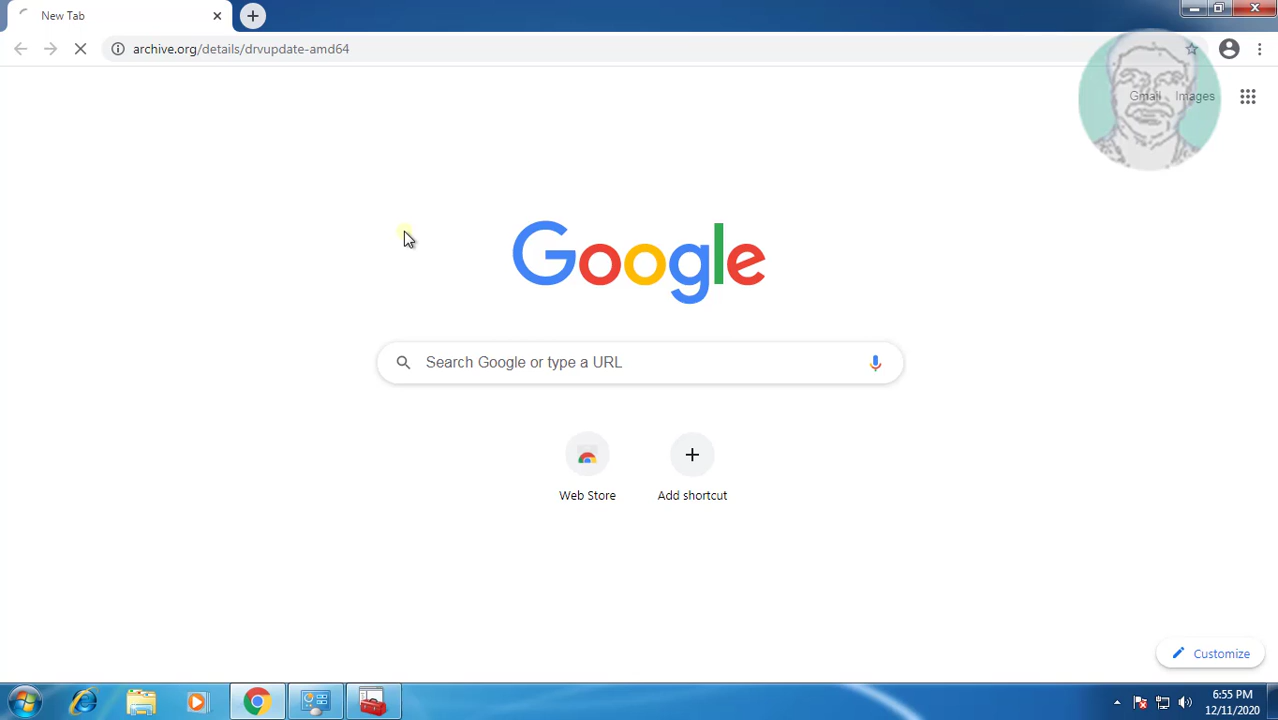 New Tab
archive.org/details/drvupdate-amd64
Gmail Images
Google
Search Google or type a URL
Web Store
Add shortcut
Customize
6:55 PM
12/11/2020